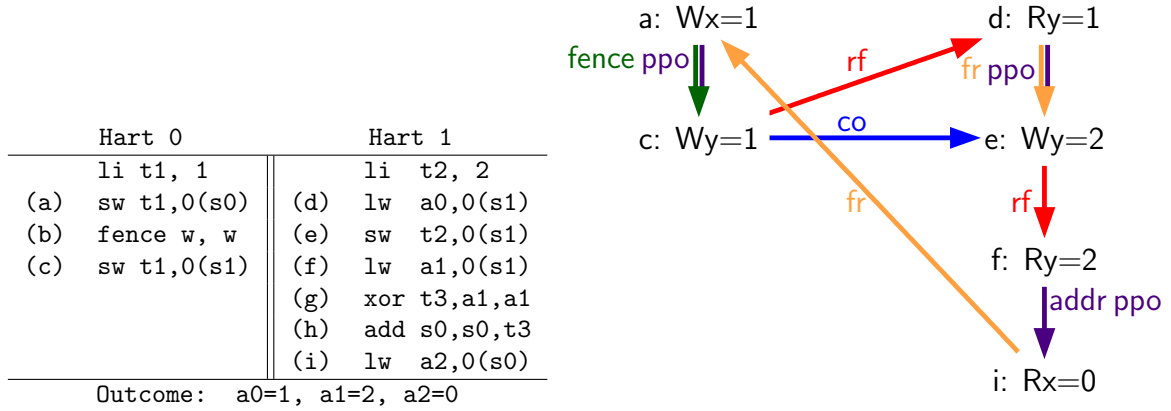 Hart 0 Hart 1
li t1, 1 li t2, 2
(a) sw t1,0(s0) (d) lw a0,0(s1)
(b) fence w, w (e) sw t2,0(s1)
(c) sw t1,0(s1) (f) lw a1,0(s1)
(g) xor t3,a1,a1
(h) add s0,s0,t3
(i) lw a2,0(s0)
Outcome: a0=1, a1=2, a2=0
a: Wx=1 d: Ry=1
fence ppo rf fr ppo
c: Wy=1 co e: Wy=2
fr rf
f: Ry=2
addr ppo
i: Rx=0